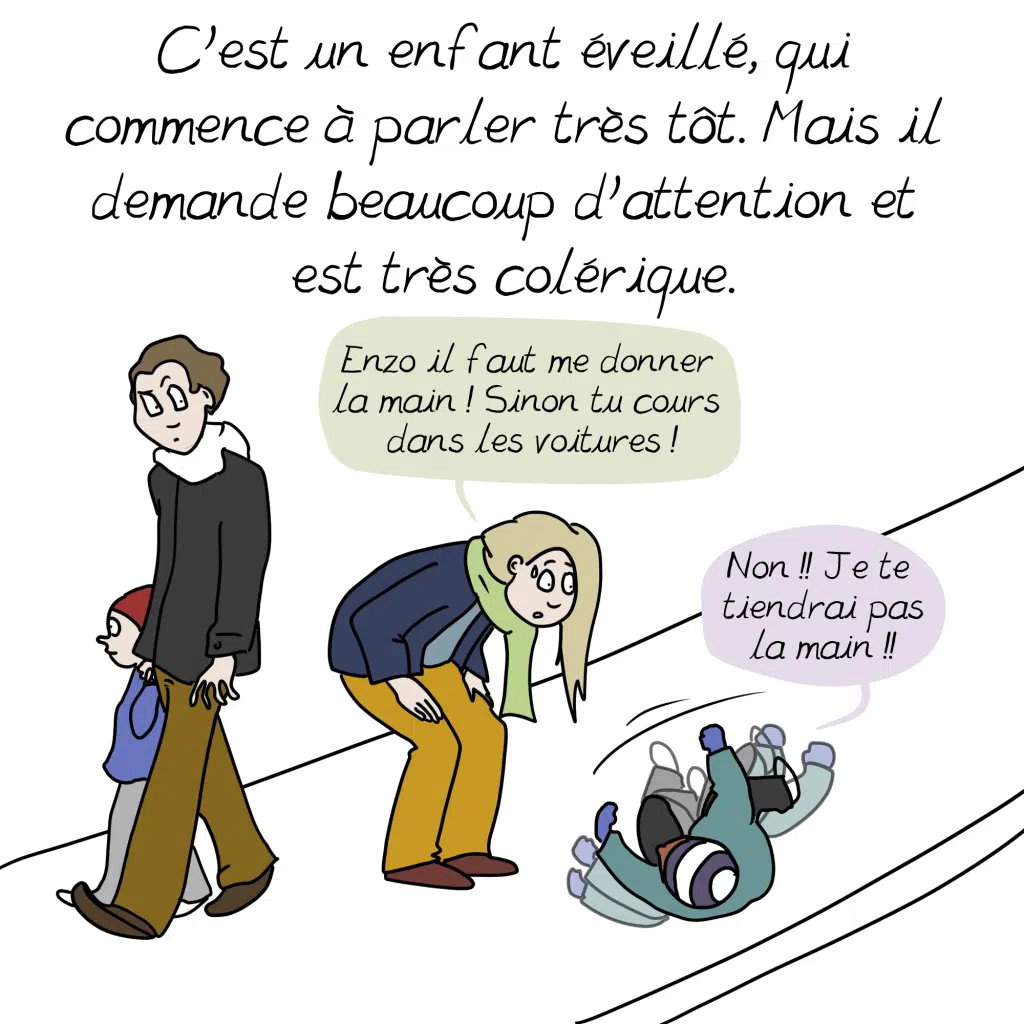 C'est un enfant éveillé, qui
commence à parler très tôt. Mais il
demande beaucoup d'attention et
est très colérique.
Enzo il faut me donner
la main ! Sinon tu cours
dans les voitures !
Non !! Je te
tiendrai pas
la main !!